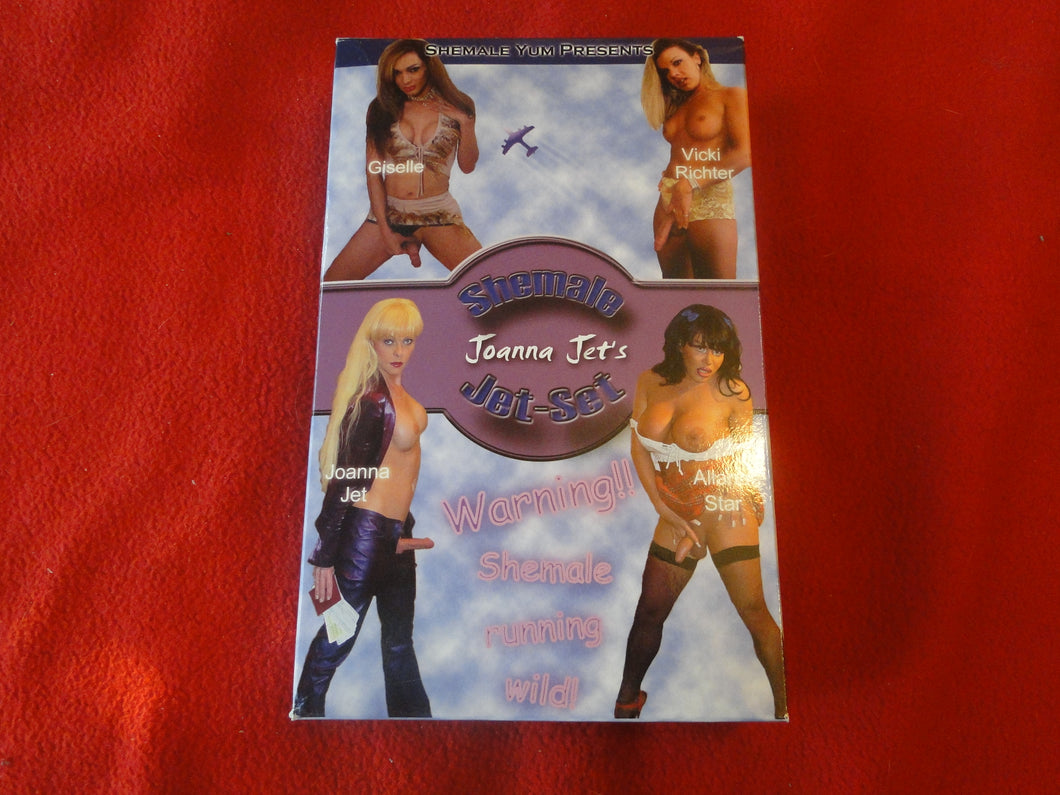 Shemale Yum Presents
Giselle
Vicki
Richter
Shemale
Joanna Jet's
Jet-Set
Joanna
Jet
Star
Warning!!
Shemale
running
wild!